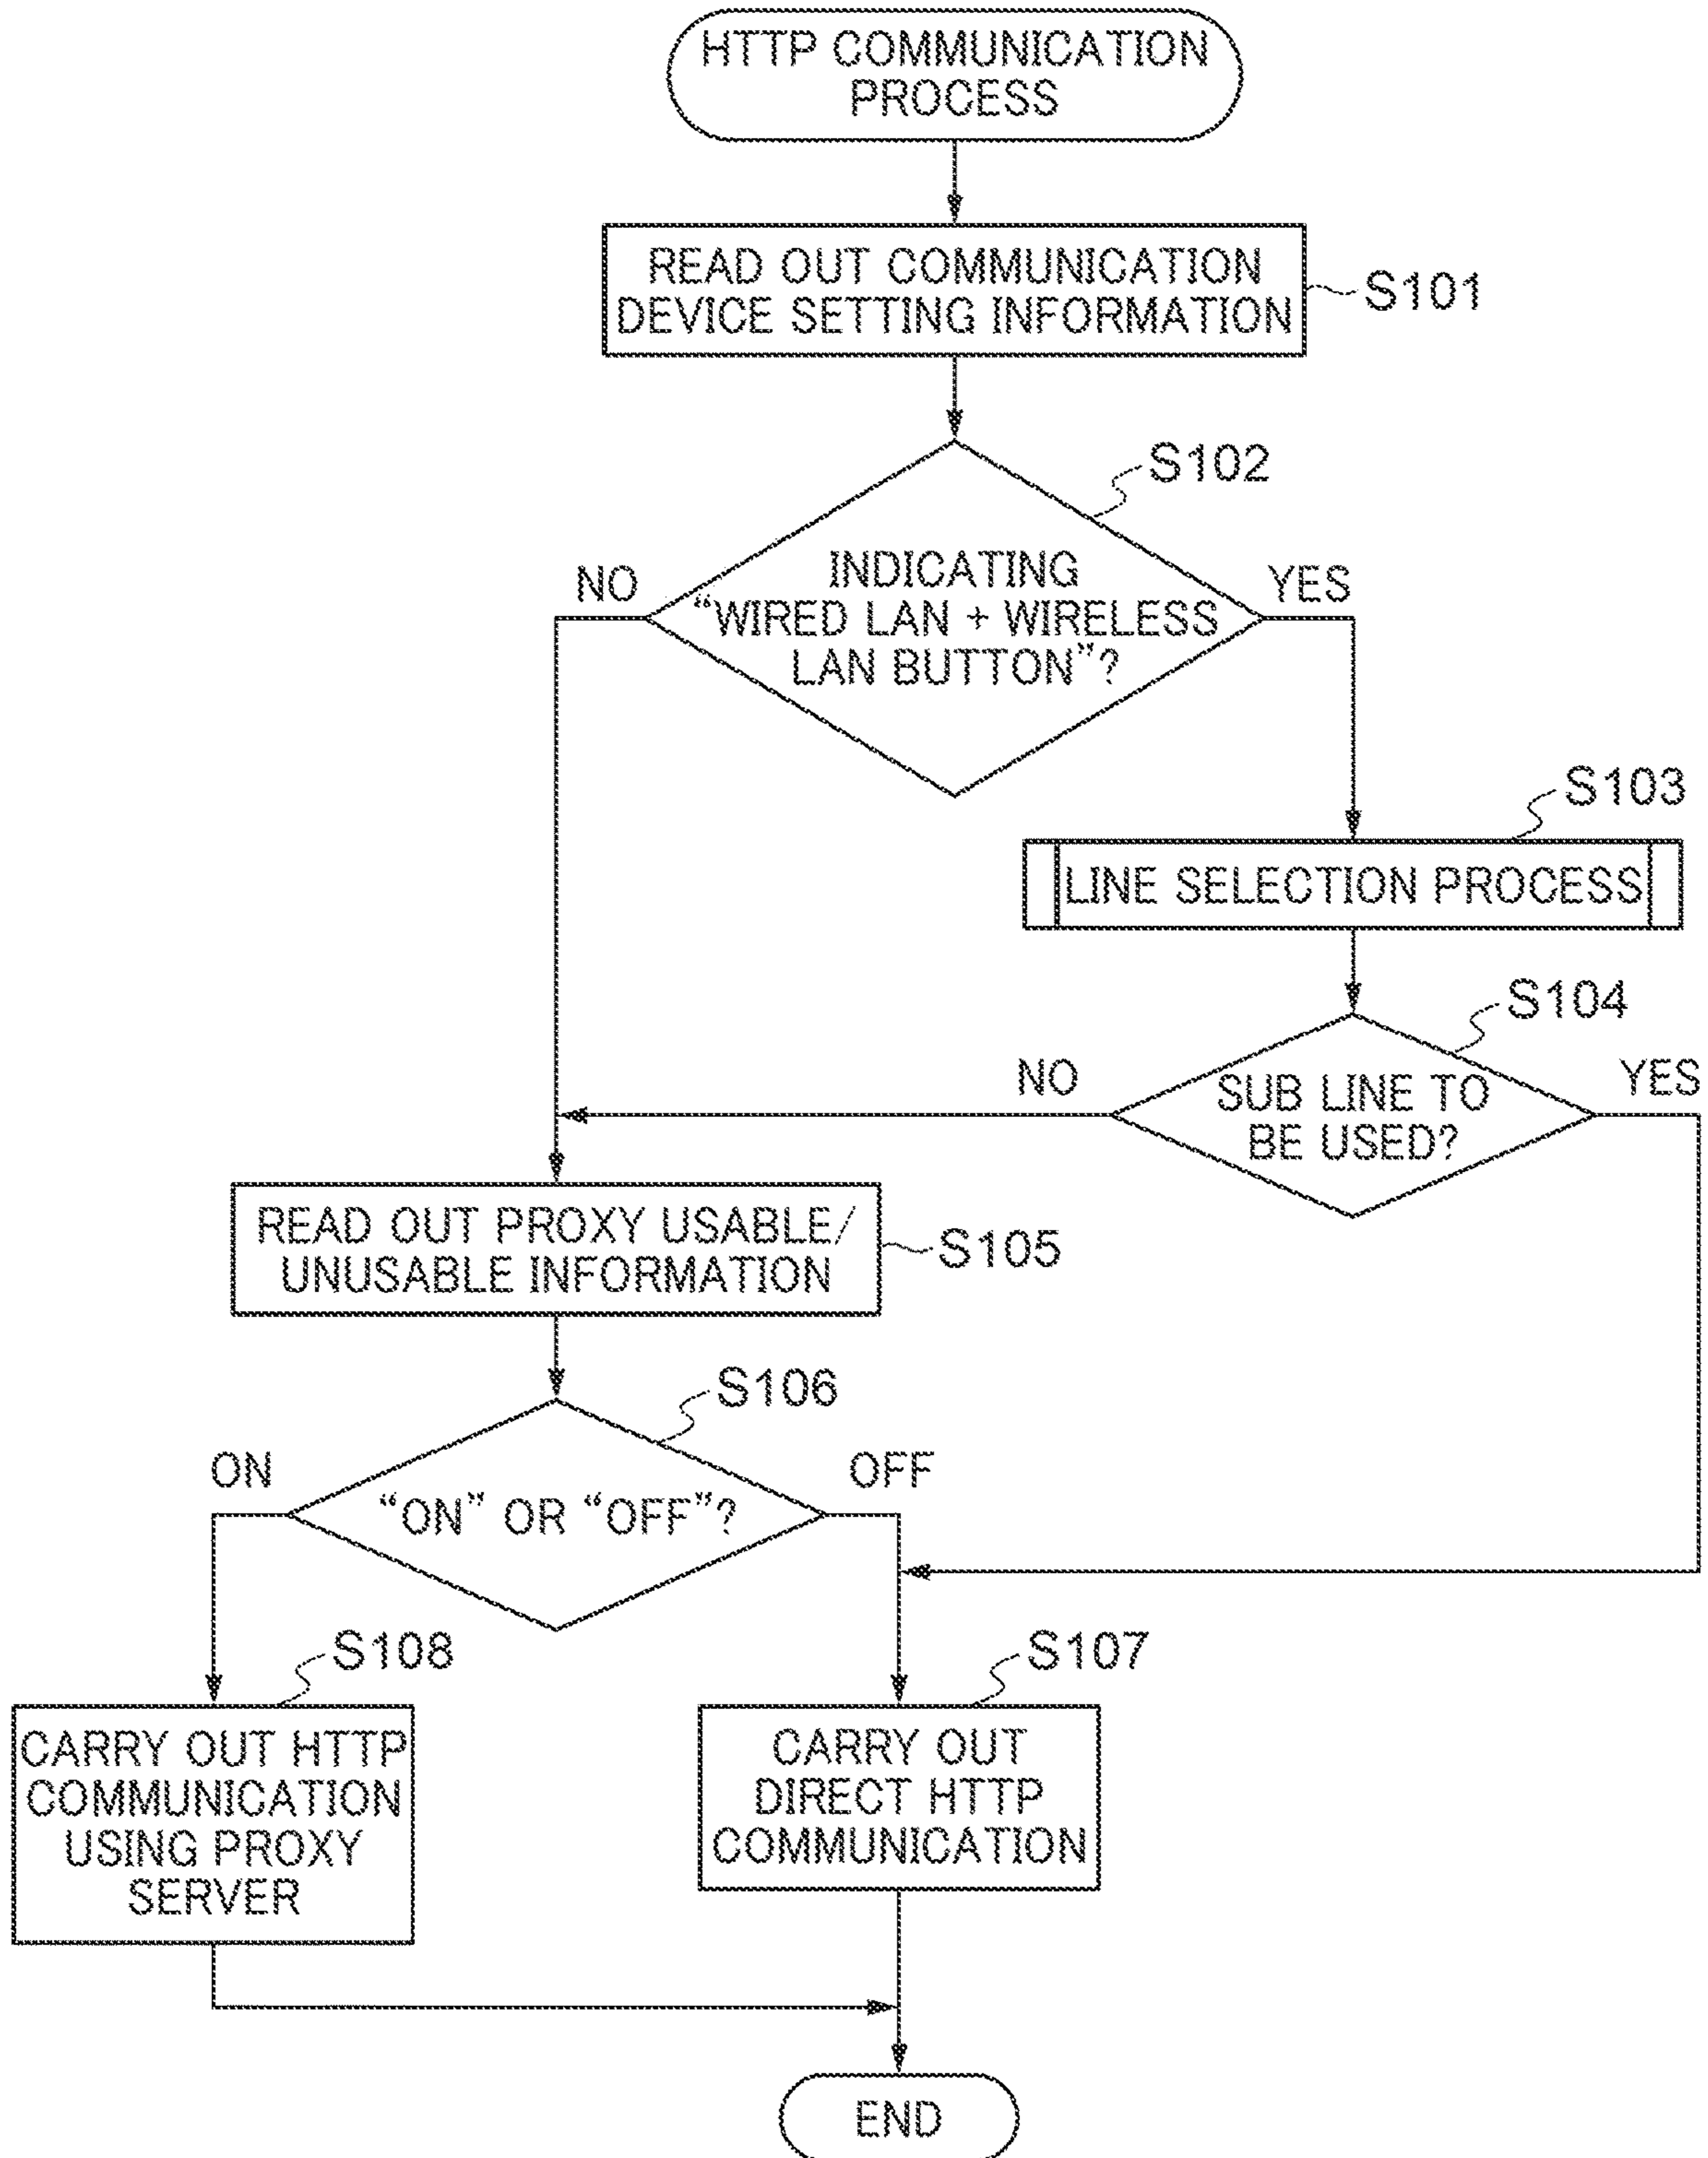 HTTP COMMUNICATION
PROCESS
READ OUT COMMUNICATION
DEVICE SETTING INFORMATION
S101
S102
INDICATING
“WIRED LAN + WIRELESS
LAN BUTTON”?
NO
YES
S103
LINE SELECTION PROCESS
S104
SUB LINE TO
BE USED?
NO
YES
READ OUT PROXY USABLE/
UNUSABLE INFORMATION
S105
S106
ON
OFF
“ON” OR “OFF”?
S108
S107
CARRY OUT HTTP
COMMUNICATION
USING PROXY
SERVER
CARRY OUT
DIRECT HTTP
COMMUNICATION
END